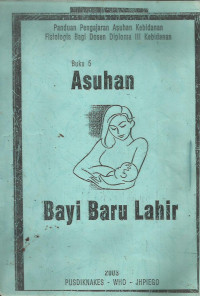 Panduan Pengajaran Asuhan Kebidanan
Fisiologis Bagi Dosen Diploma III Kebidanan
Buku 5
Asuhan
Bayi Baru Lahir
2003
PUSDIKNAKES - WHO - JHPIEGO